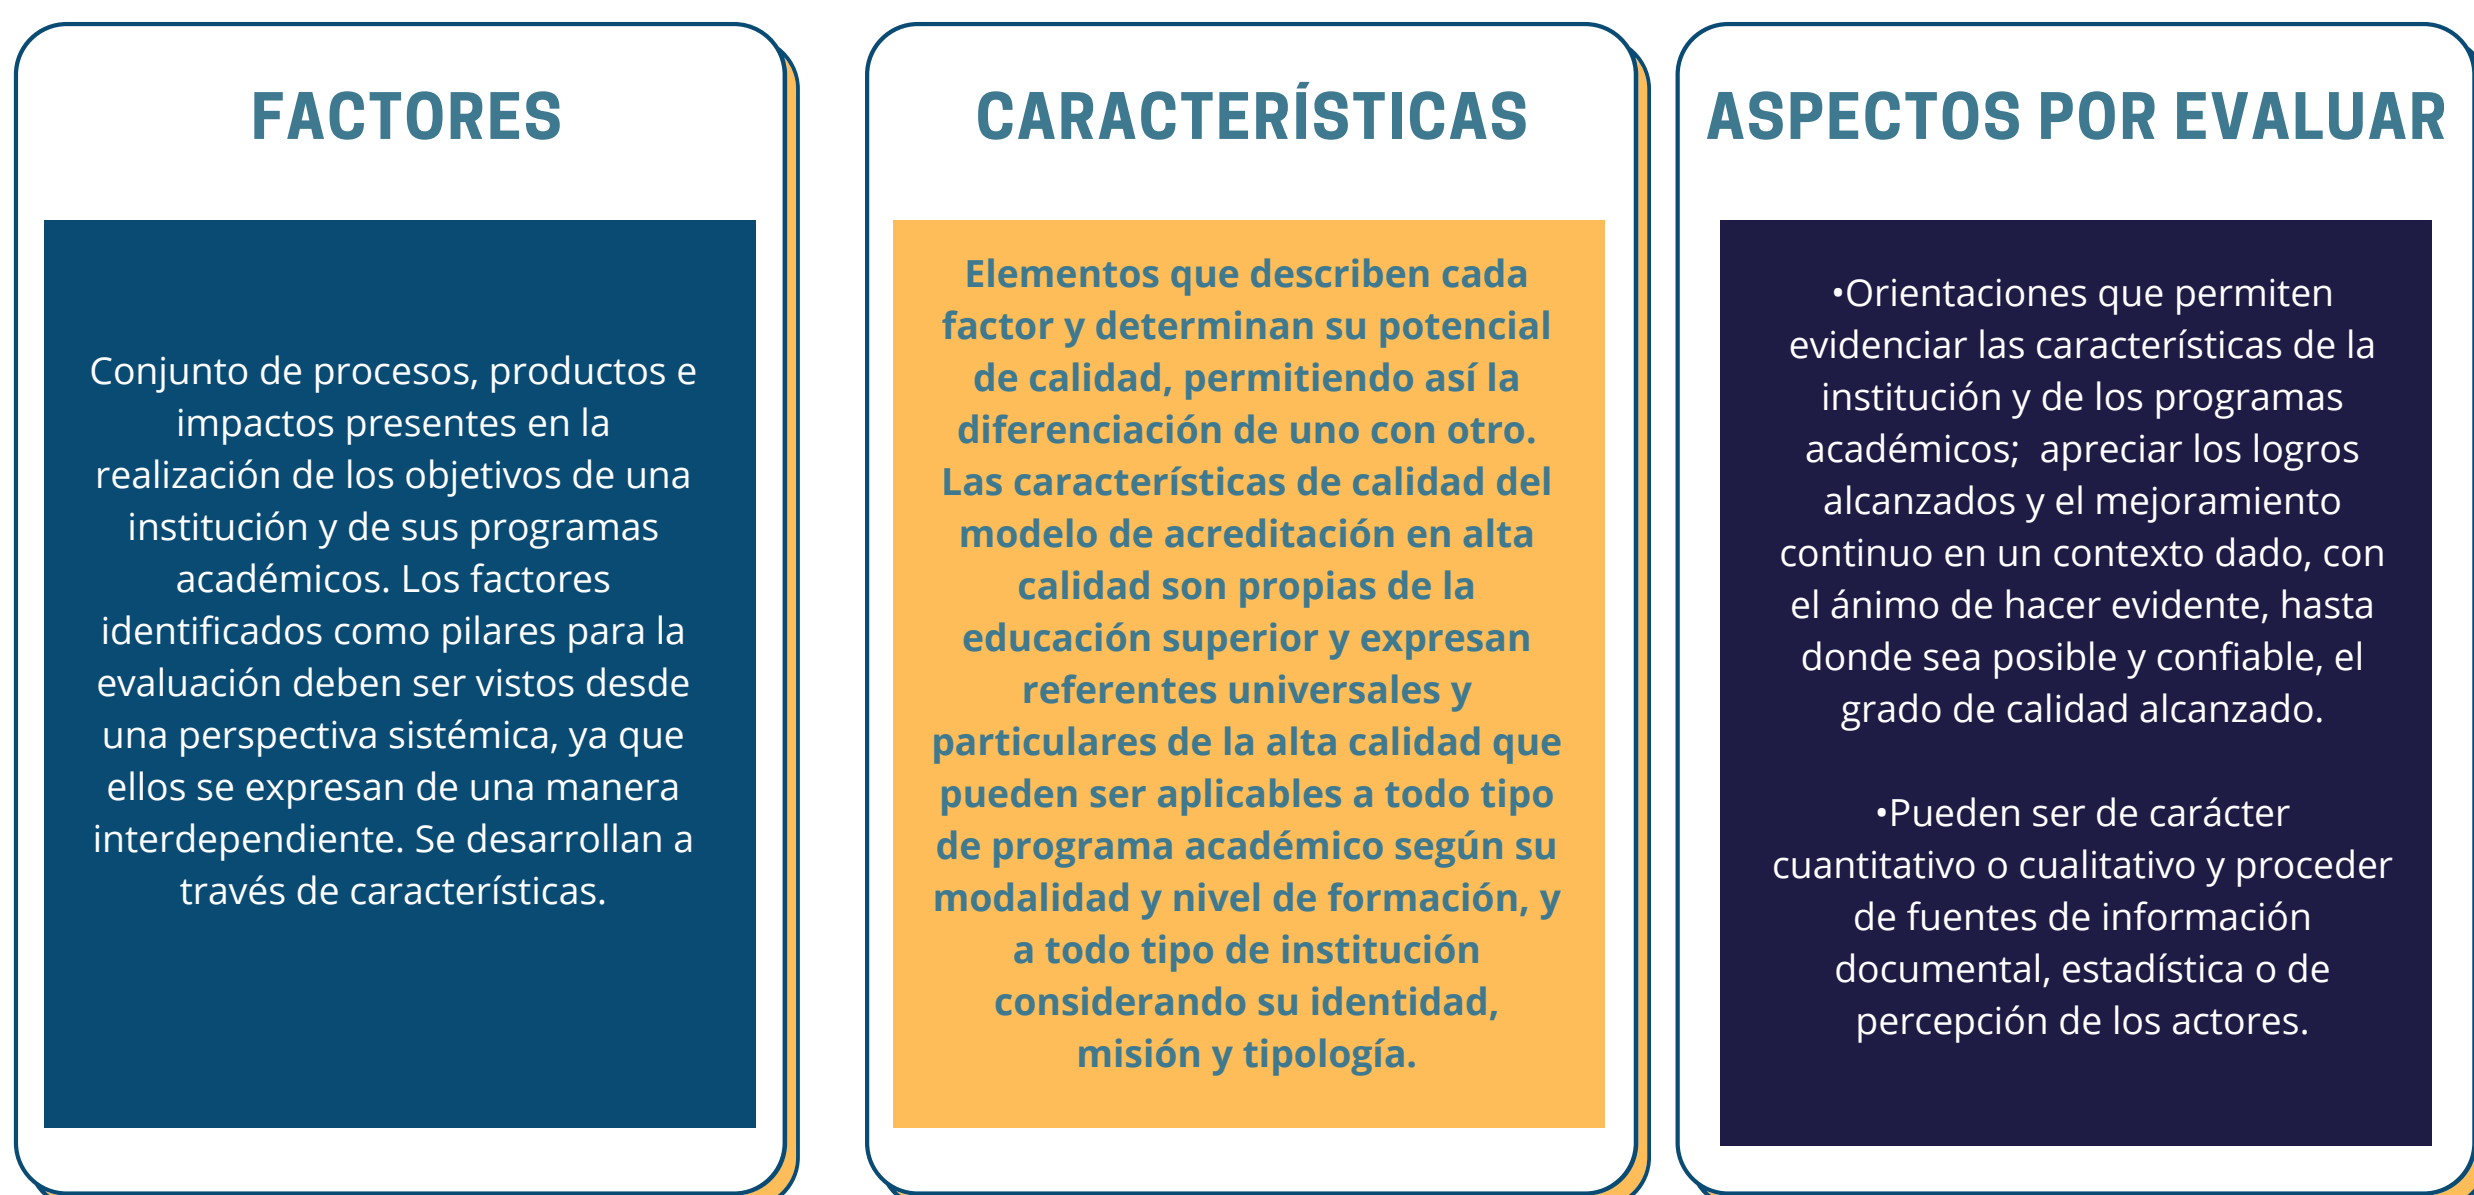 FACTORES
Conjunto de procesos, productos e
impactos presentes en la
realización de los objetivos de una
institución y de sus programas
académicos. Los factores
identificados como pilares para la
evaluación deben ser vistos desde
una perspectiva sistémica, ya que
ellos se expresan de una manera
interdependiente. Se desarrollan a
través de características.
CARACTERÍSTICAS
Elementos que describen cada
factor y determinan su potencial
de calidad, permitiendo así la
diferenciación de uno con otro.
Las características de calidad del
modelo de acreditación en alta
calidad son propias de la
educación superior y expresan
referentes universales y
particulares de la alta calidad que
pueden ser aplicables a todo tipo
de programa académico según su
modalidad y nivel de formación, y
a todo tipo de institución
considerando su identidad,
misión y tipología.
ASPECTOS POR EVALUAR
•Orientaciones que permiten
evidenciar las características de la
institución y de los programas
académicos;  apreciar los logros
alcanzados y el mejoramiento
continuo en un contexto dado, con
el ánimo de hacer evidente, hasta
donde sea posible y confiable, el
grado de calidad alcanzado.
•Pueden ser de carácter
cuantitativo o cualitativo y proceder
de fuentes de información
documental, estadística o de
percepción de los actores.